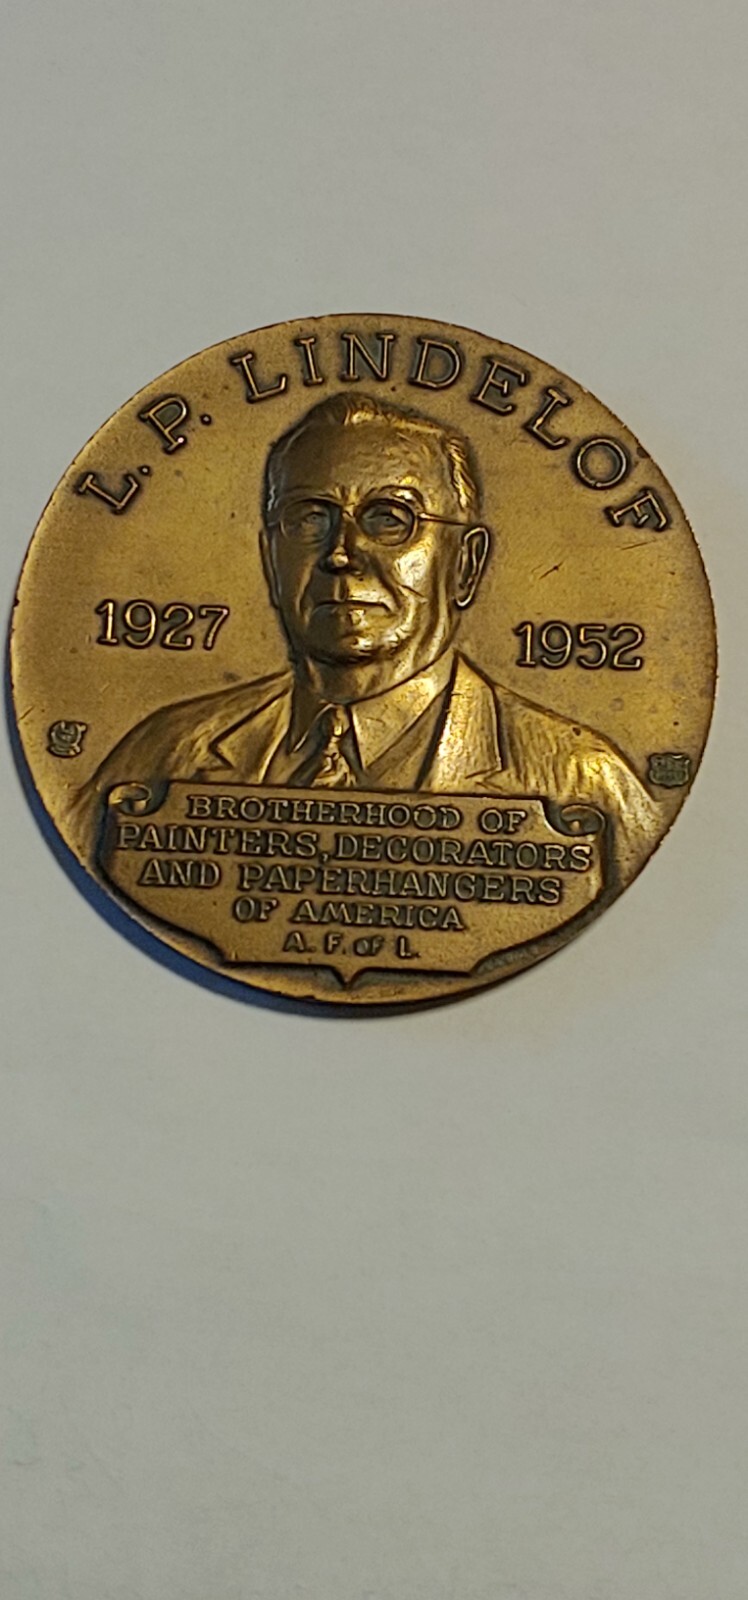 L. P. LINDELOF
1927 1952
BROTHERHOOD OF
PAINTERS, DECORATORS
AND PAPERHANGERS
OF AMERICA
A. F. OF L.